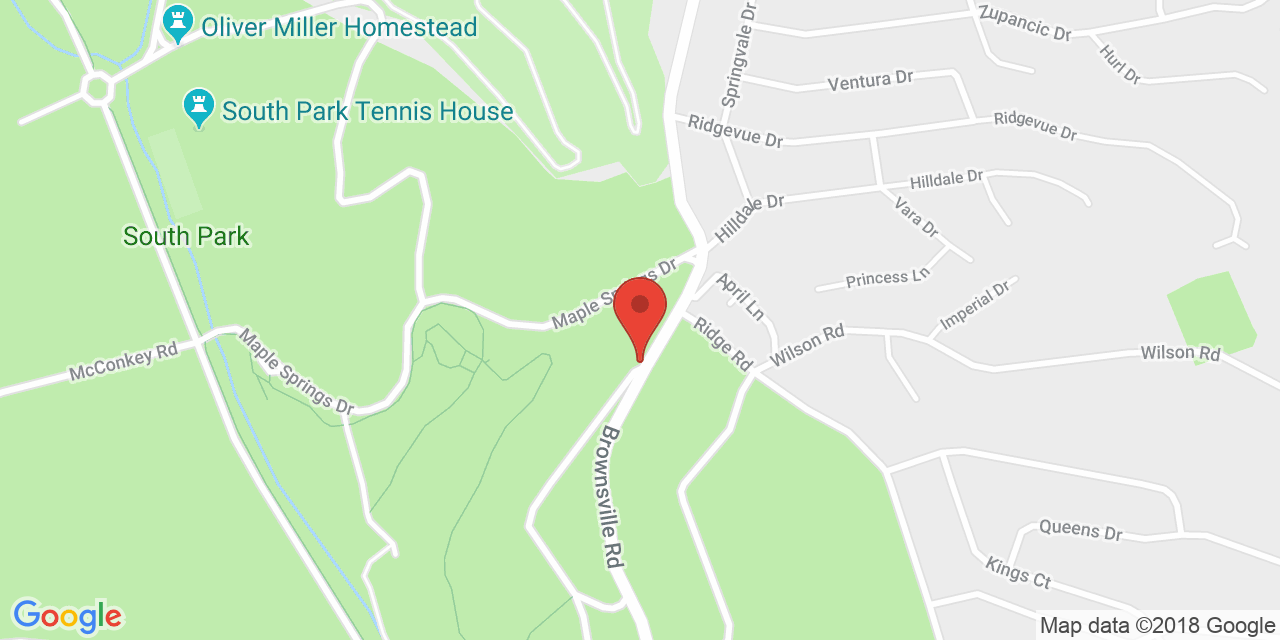 Zupancic Dr
Springvale Dr
Oliver Miller Homestead
Hurl Dr
Ventura Dr
South Park Tennis House
Ridgevue Dr
Ridgevue Dr
Hilldale Dr
Hilldale Dr
Vara Dr
South Park
Maple Springs Dr
Princess Ln
April Ln
Imperial Dr
Ridge Rd
Wilson Rd
Wilson Rd
McConkey Rd
Maple Springs Dr
Brownsville Rd
Queens Dr
Kings Ct
Google
Map data ©2018 Google